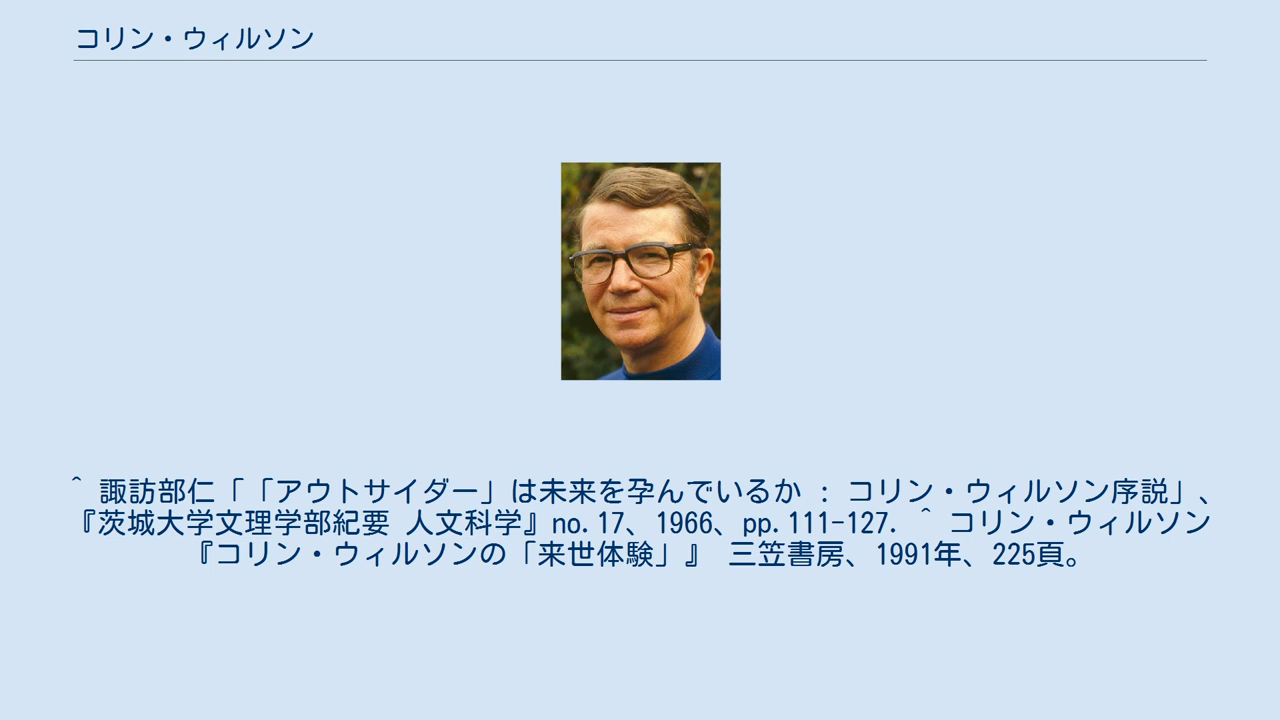 コリン・ウィルソン
^ 諏訪部仁「「アウトサイダー」は未来を孕んでいるか : コリン・ウィルソン序説」、
『茨城大学文理学部紀要 人文科学』no.17、1966、pp.111-127. ^ コリン・ウィルソン
『コリン・ウィルソンの「来世体験」』 三笠書房、1991年、225頁。